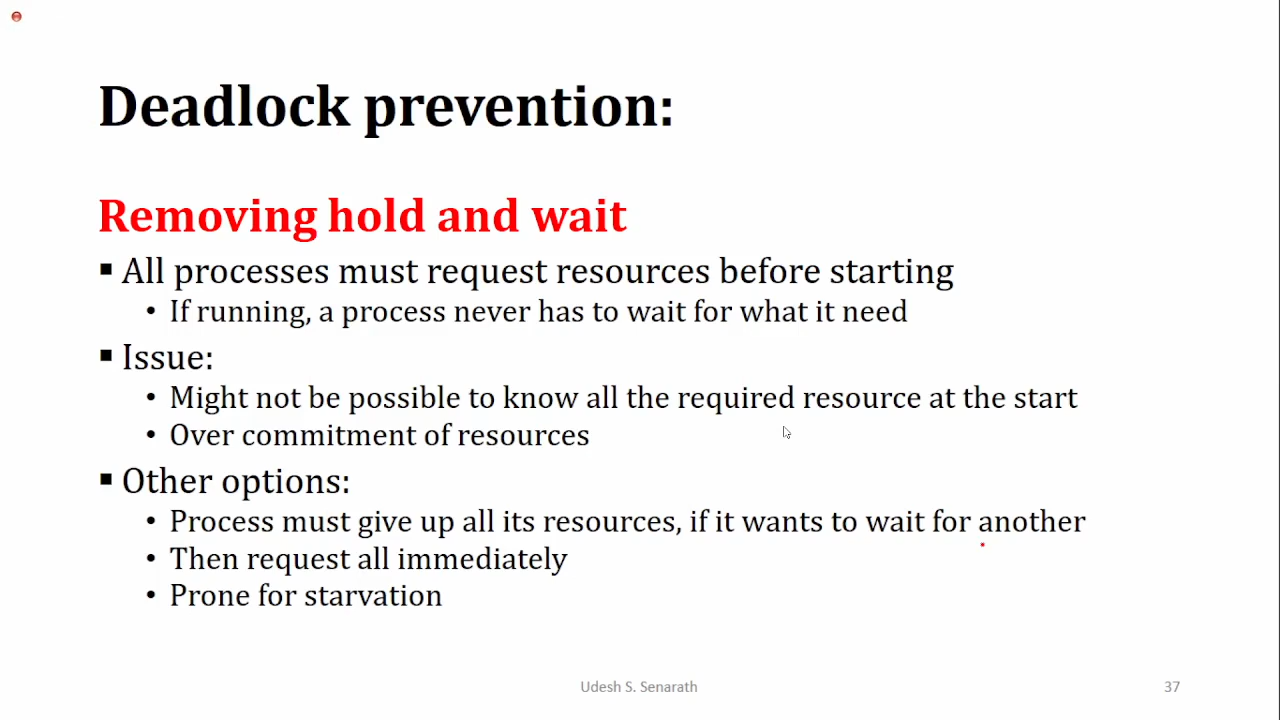 Deadlock prevention:
Removing hold and wait
▪ All processes must request resources before starting
• If running, a process never has to wait for what it need
▪ Issue:
• Might not be possible to know all the required resource at the start
• Over commitment of resources
▪ Other options:
• Process must give up all its resources, if it wants to wait for another
• Then request all immediately
• Prone for starvation
Udesh S. Senarath
37